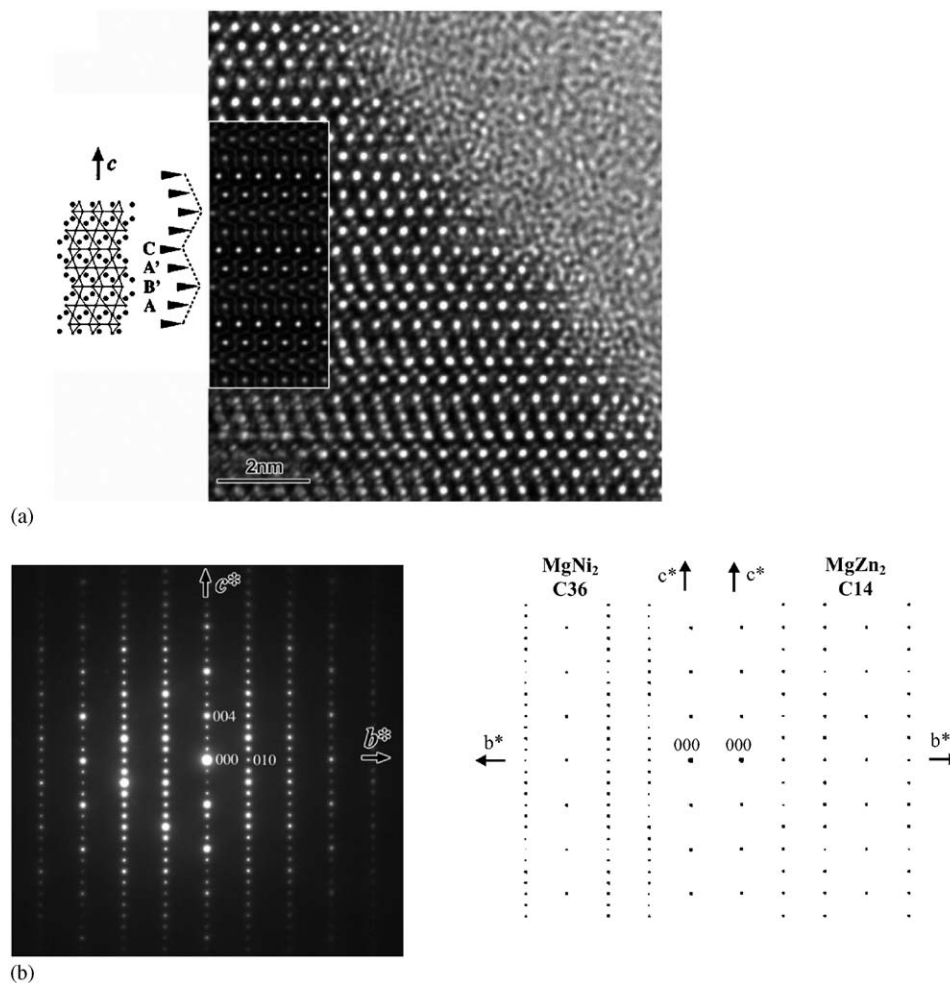 c
C
A'
B'
A
2nm
(a)
c*
004
b*
000
010
MgNi₂
C36
c*
c*
MgZn₂
C14
b*
000
000
b*
(b)